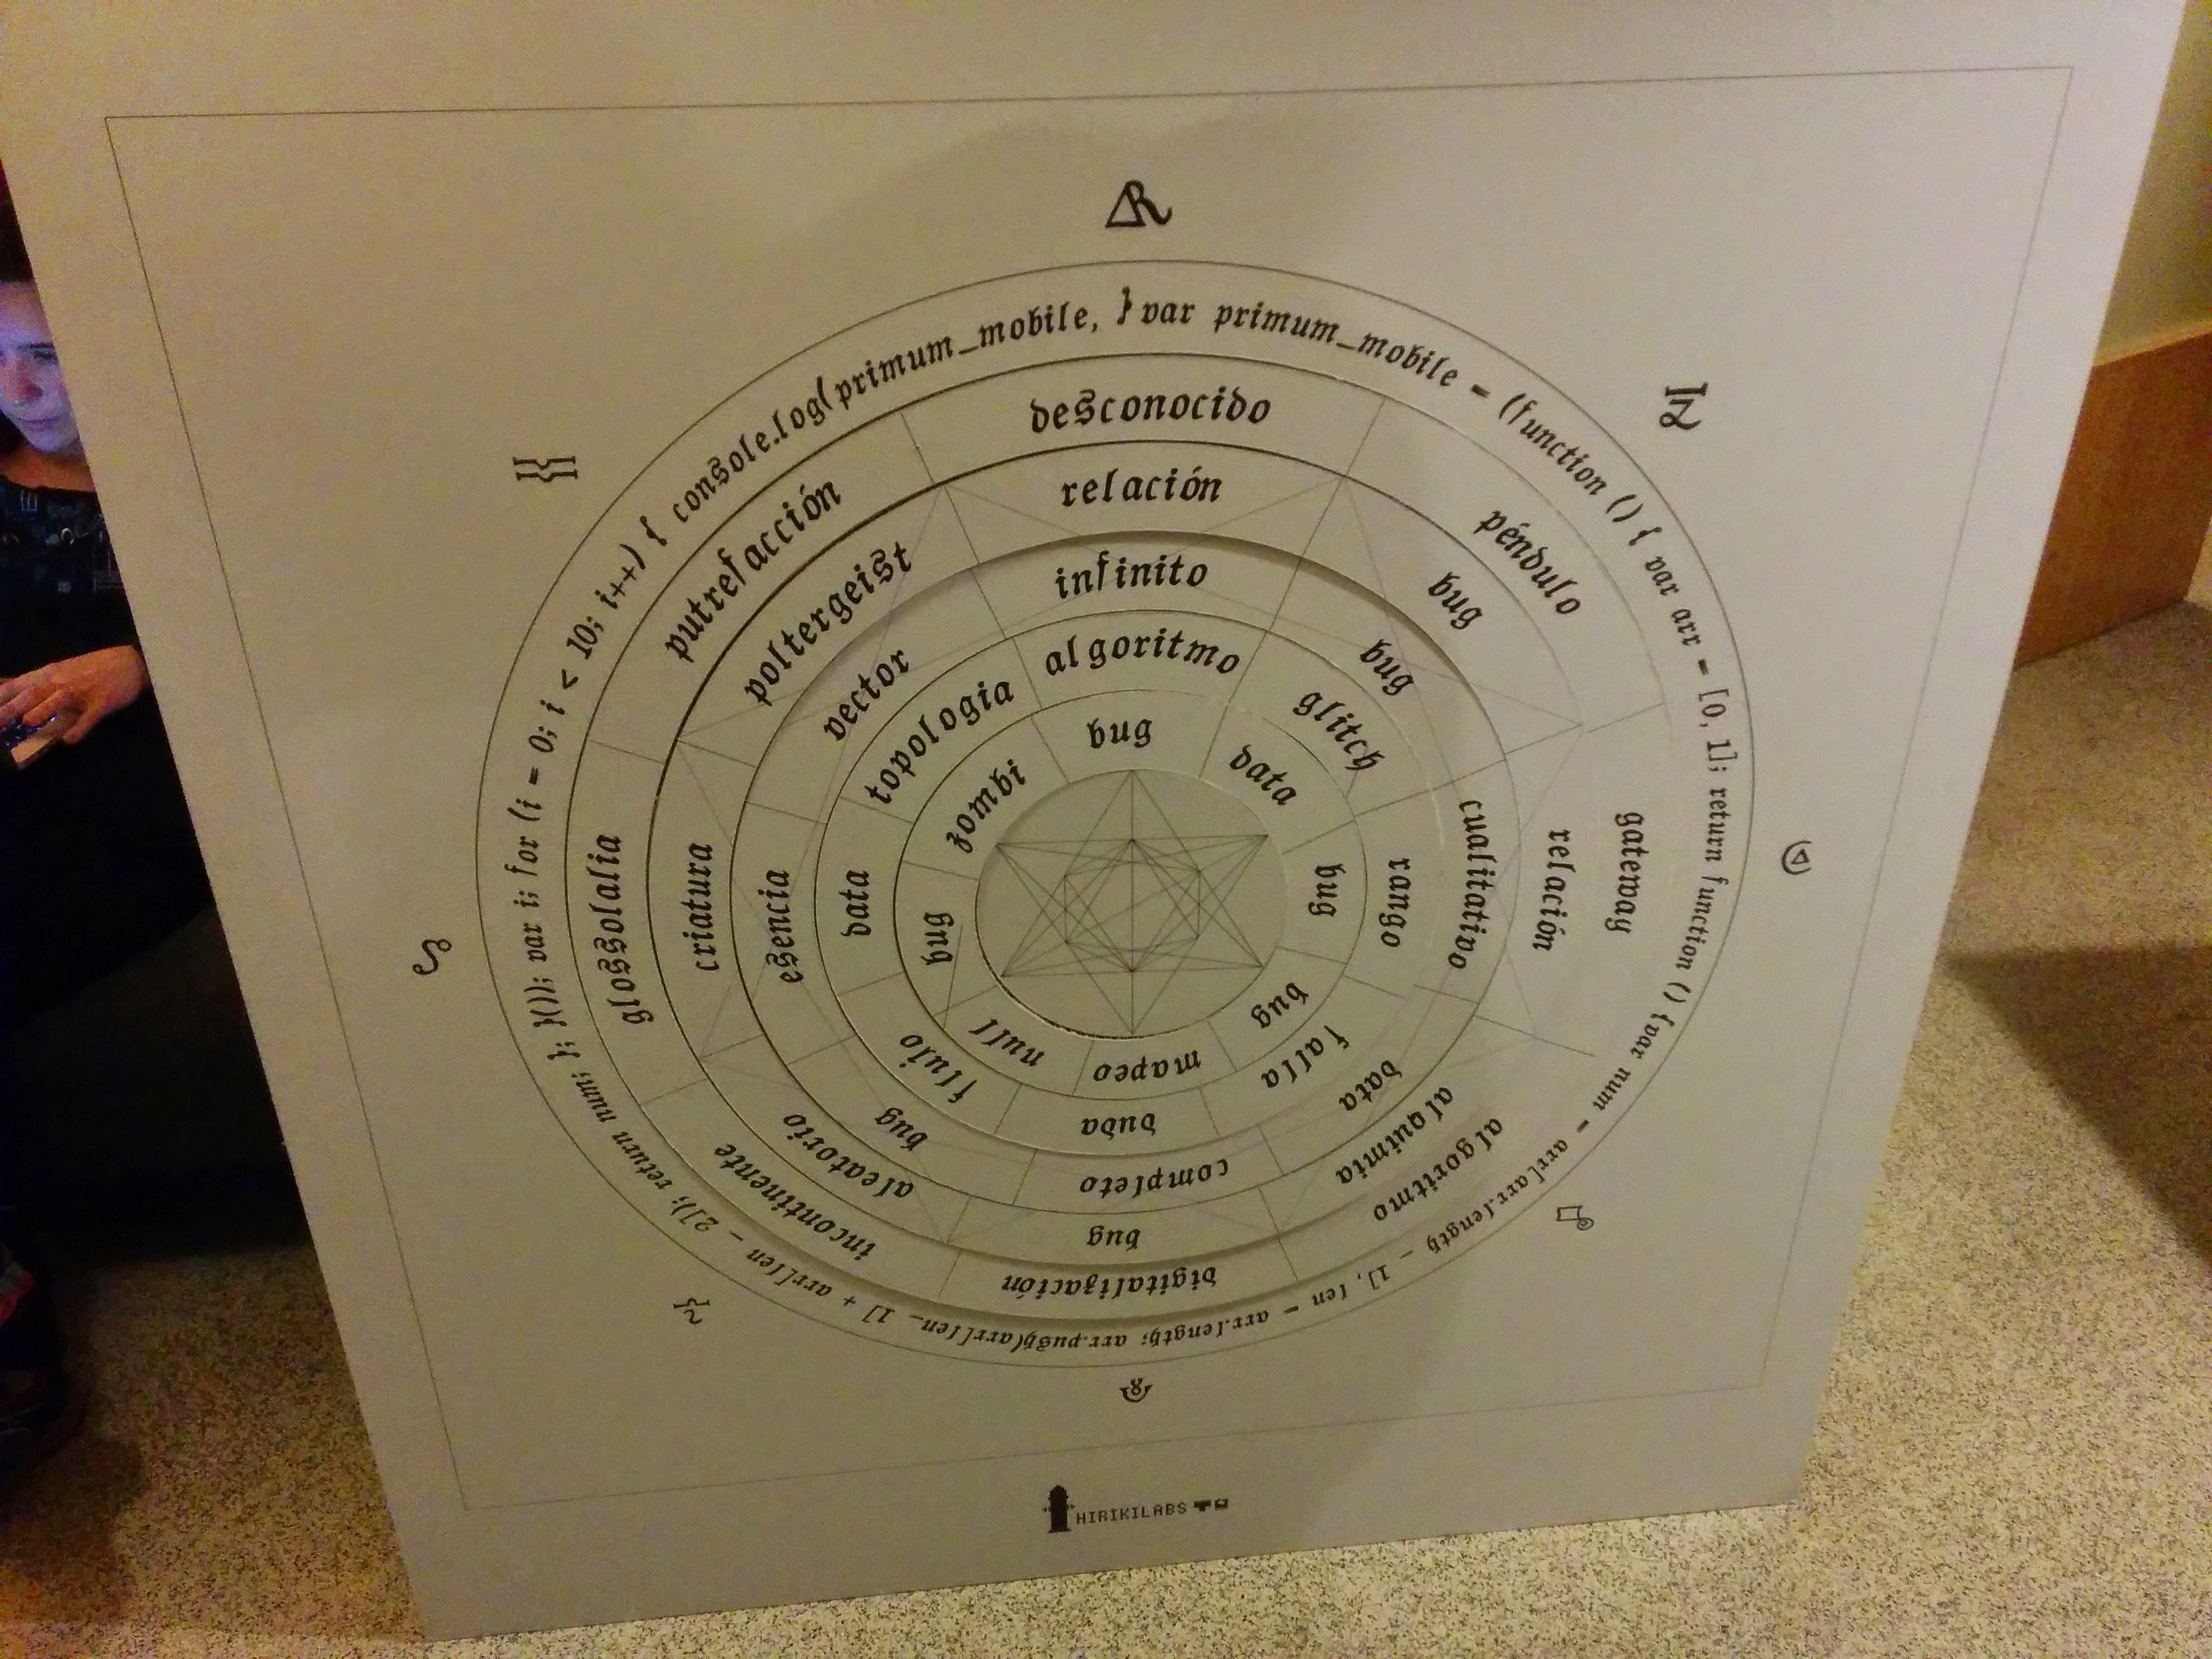 }var primum_mobile = (function () { var arr = [0, 1]; return function () {var num = arr[arr.length - 1], len = arr.length; arr.push(arr[len - 1] + arr[len - 2]); return num; }; }()); var i; for (i = 0; i < 10; i++) { console.log(primum_mobile,
desconocido
péndulo
gateway
algoritmo
digitalización
incontinente
glossolalia
putrefacción
relación
bug
relación
alquimia
bug
aleatorio
criatura
poltergeist
infinito
bug
cualitativo
data
completo
bug
esencia
vector
algoritmo
glitch
rango
falla
duda
flujo
data
topologia
bug
data
bug
bug
mapeo
null
bug
zombi
HIRIKILABS